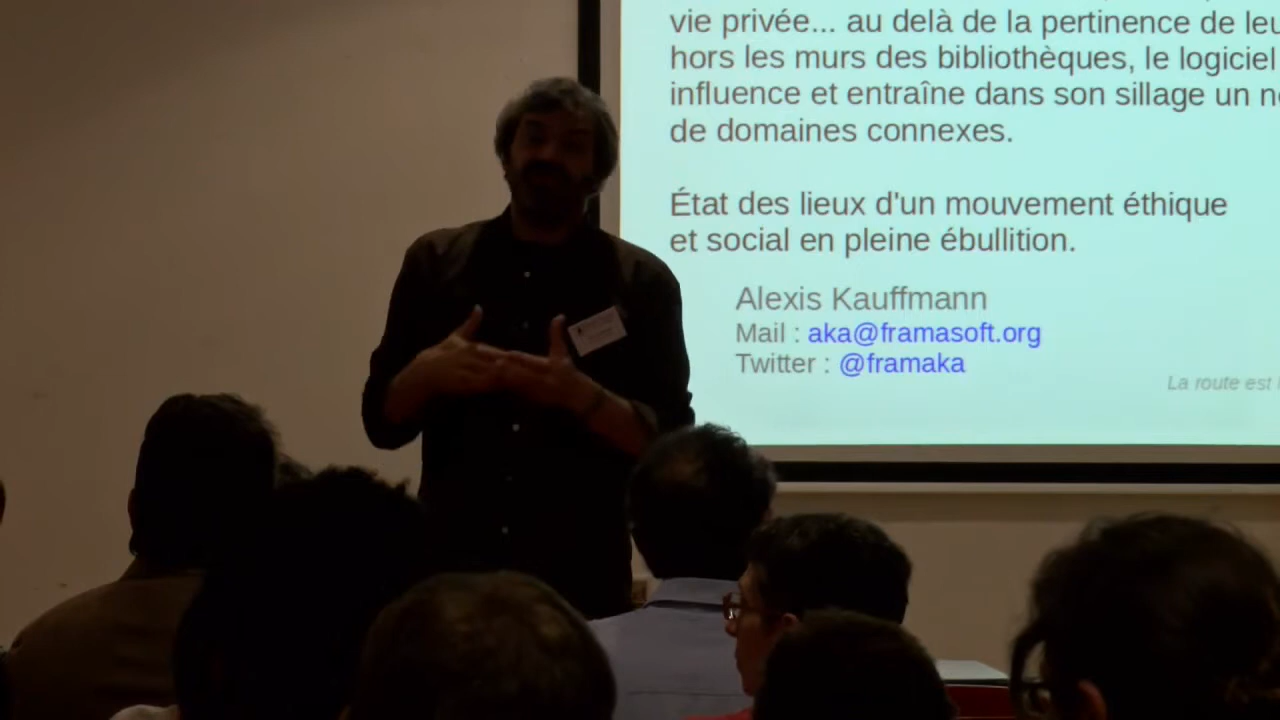 vie privée... au delà de la pertinence de leu
hors les murs des bibliothèques, le logiciel
influence et entraîne dans son sillage un n
de domaines connexes.
État des lieux d'un mouvement éthique
et social en pleine ébullition.
Alexis Kauffmann
Mail : aka@framasoft.org
Twitter : @framaka
La route est